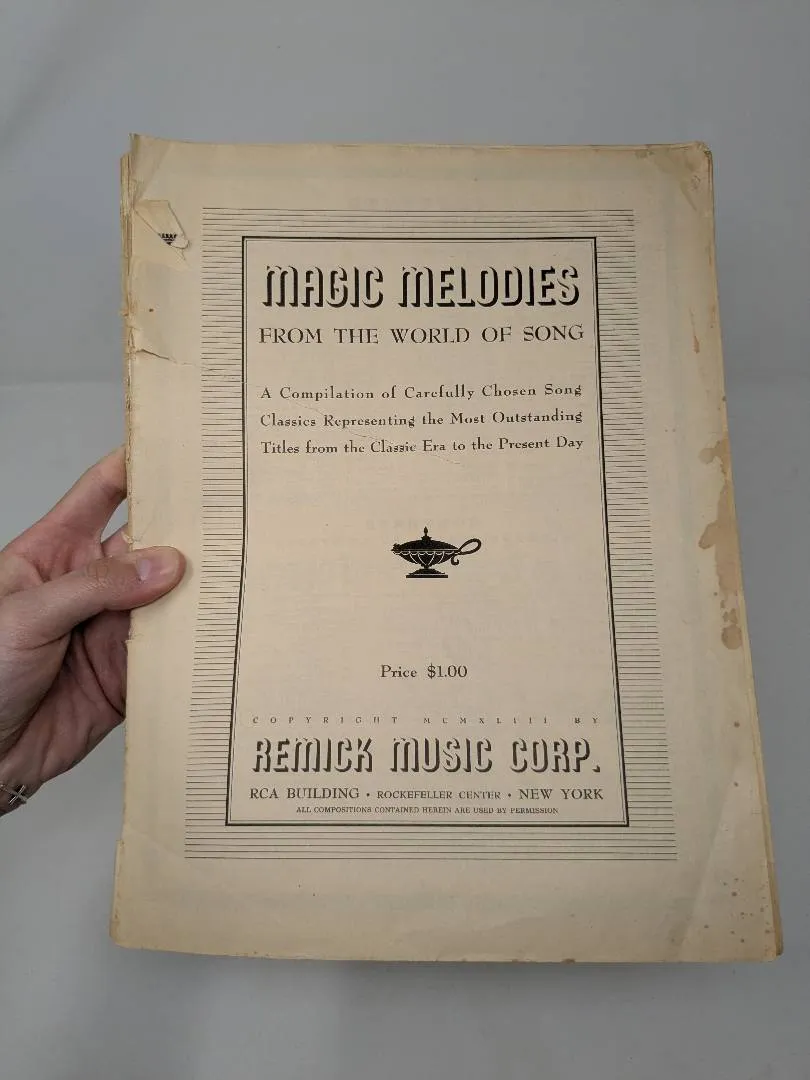 MAGIC MELODIES
FROM THE WORLD OF SONG
A Compilation of Carefully Chosen Song
Classics Representing the Most Outstanding
Titles from the Classic Era to the Present Day
Price $1.00
COPYRIGHT MCMXLIII BY
REMICK MUSIC CORP.
RCA BUILDING • ROCKEFELLER CENTER • NEW YORK
ALL COMPOSITIONS CONTAINED HEREIN ARE USED BY PERMISSION